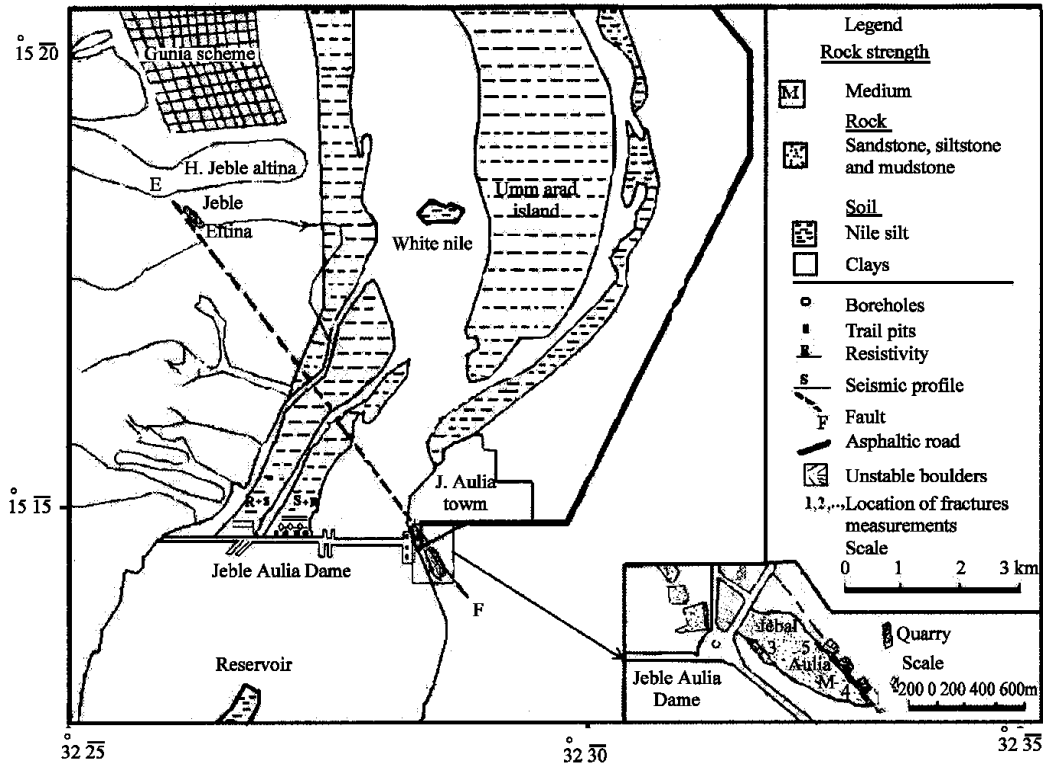 15° 20
15° 15
32 25
32° 30
32° 35
Gunia scheme
H. Jeble altina
E
Jeble
Eftina
White nile
Umm arad
island
J. Aulia
towm
R+S
S+R
Jeble Aulia Dame
F
Reservoir
Legend
Rock strength
M Medium
Rock
Sandstone, siltstone
and mudstone
Soil
Nile silt
Clays
Boreholes
Trail pits
R Resistivity
S Seismic profile
F Fault
Asphaltic road
Unstable boulders
1,2,.., Location of fractures
measurements
Scale
0 1 2 3 km
Jebal
3 5
Aulia
M
4
C
Jeble Aulia
Dame
Quarry
Scale
200 0 200 400 600m